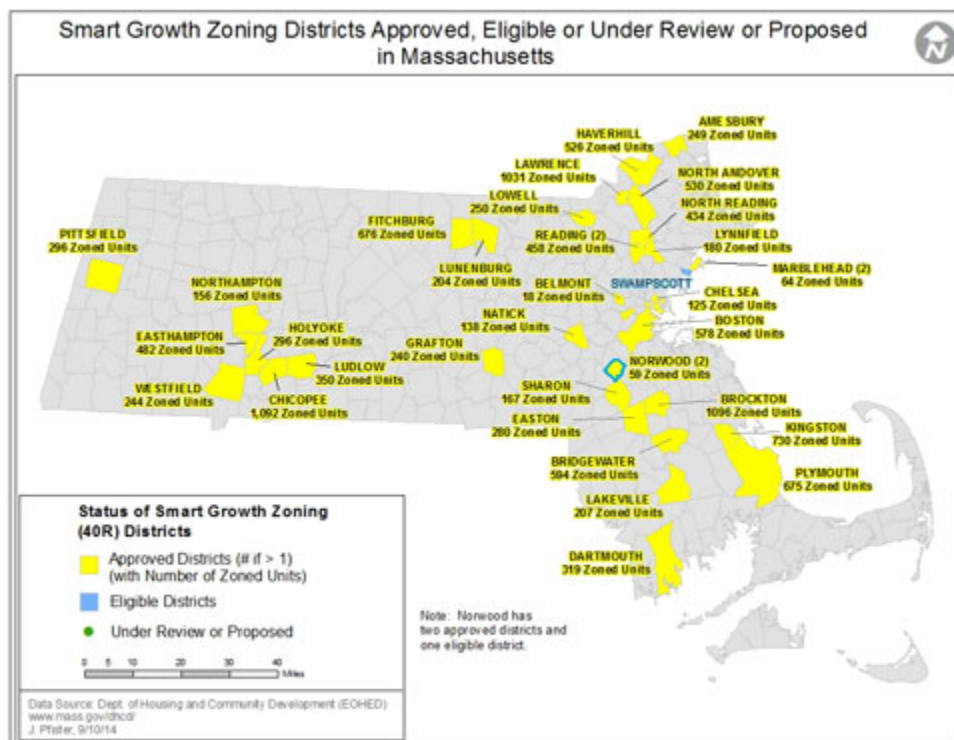 Smart Growth Zoning Districts Approved, Eligible or Under Review or Proposed
in Massachusetts
N
AMESBURY
249 Zoned Units
HAVERHILL
526 Zoned Units
LAWRENCE
1031 Zoned Units
NORTH ANDOVER
530 Zoned Units
LOWELL
250 Zoned Units
NORTH READING
434 Zoned Units
FITCHBURG
676 Zoned Units
READING (2)
458 Zoned Units
LYNNFIELD
180 Zoned Units
PITTSFIELD
296 Zoned Units
LUNENBURG
204 Zoned Units
MARBLEHEAD (2)
64 Zoned Units
SWAMPSCOTT
NORTHAMPTON
156 Zoned Units
BELMONT
18 Zoned Units
CHELSEA
125 Zoned Units
NATICK
138 Zoned Units
BOSTON
578 Zoned Units
EASTHAMPTON
482 Zoned Units
HOLYOKE
296 Zoned Units
GRAFTON
240 Zoned Units
NORWOOD (2)
59 Zoned Units
LUDLOW
350 Zoned Units
WESTFIELD
244 Zoned Units
CHICOPEE
1,092 Zoned Units
SHARON
167 Zoned Units
BROCKTON
1096 Zoned Units
EASTON
280 Zoned Units
KINGSTON
730 Zoned Units
BRIDGEWATER
594 Zoned Units
PLYMOUTH
675 Zoned Units
LAKEVILLE
207 Zoned Units
DARTMOUTH
319 Zoned Units
Status of Smart Growth Zoning
(40R) Districts
Approved Districts (# if > 1)
(with Number of Zoned Units)
Eligible Districts
Under Review or Proposed
0 5 10 20 30 40
Miles
Note: Norwood has
two approved districts and
one eligible district.
Data Source: Dept. of Housing and Community Development (EOHED)
www.mass.gov/dhcd/
J. Pfister, 9/10/14